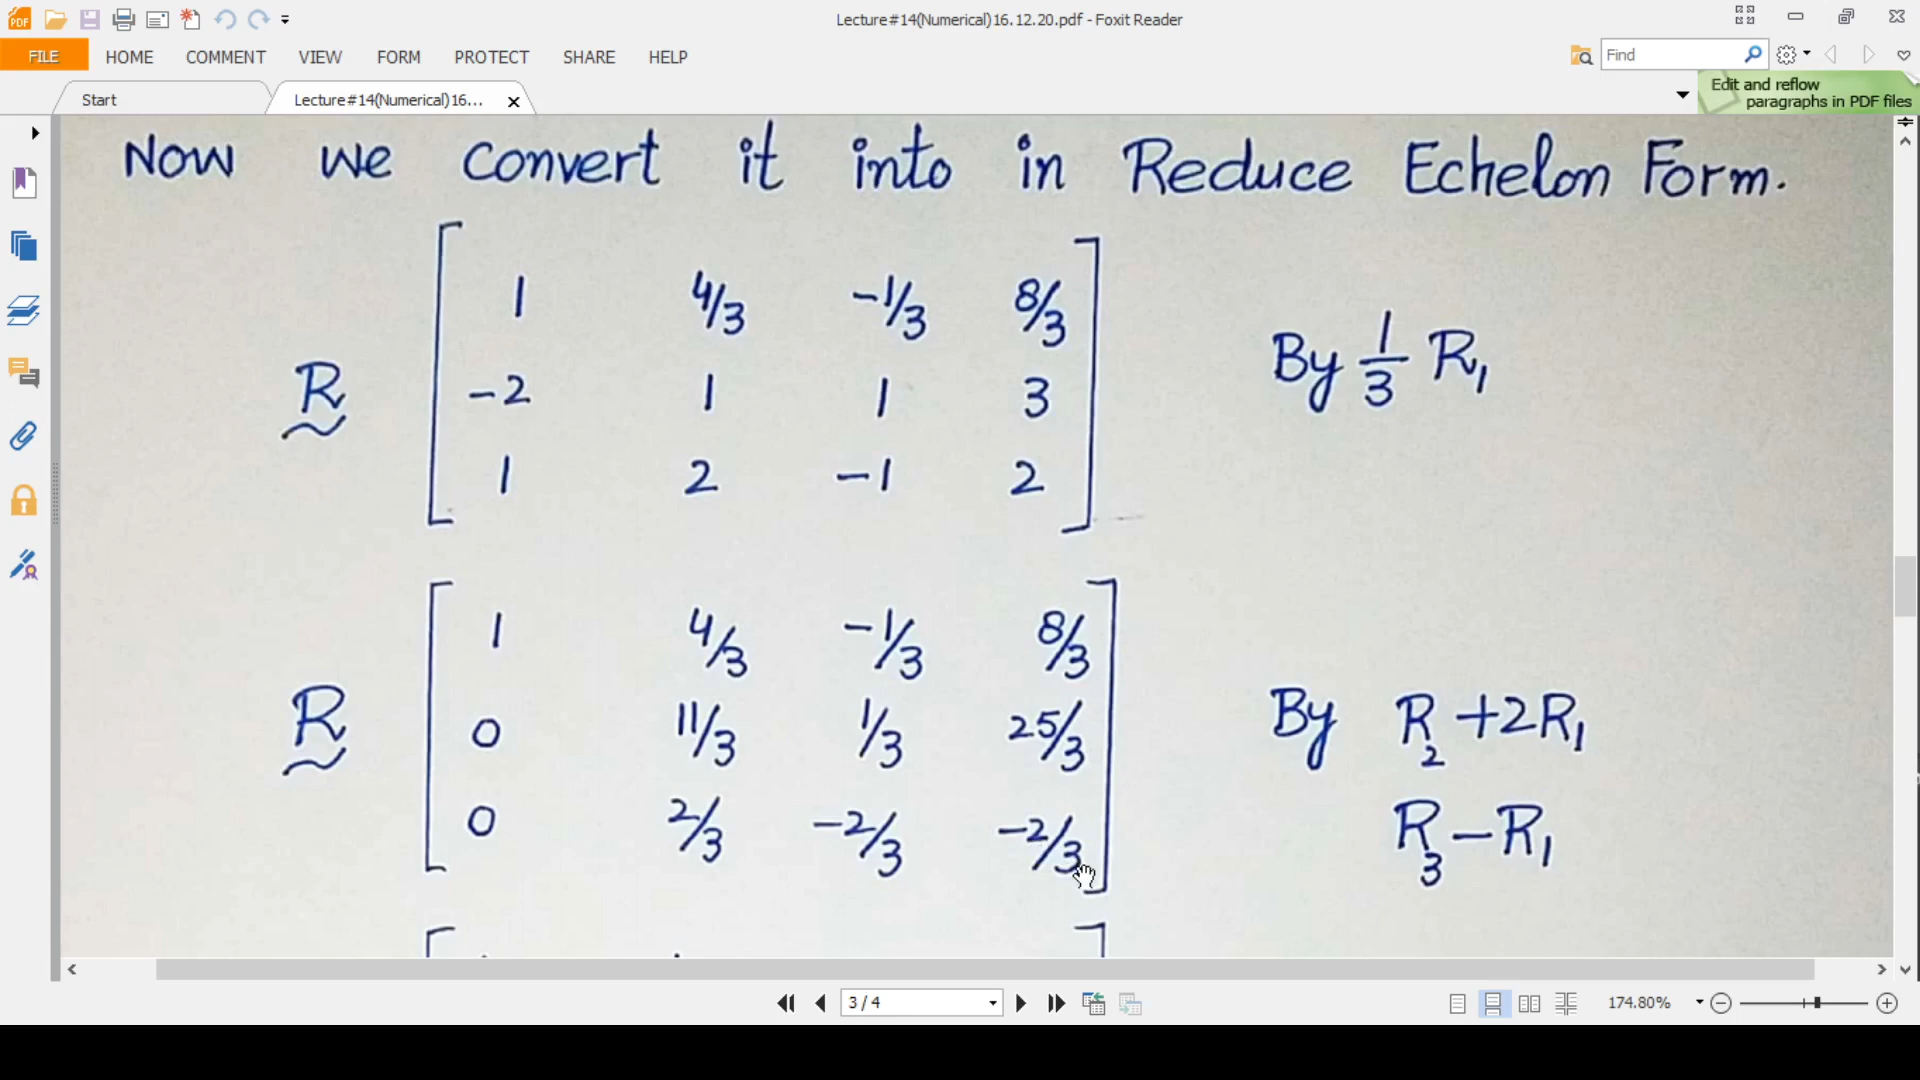 Lecture#14(Numerical)16.12.20.pdf - Foxit Reader
FILE HOME COMMENT VIEW FORM PROTECT SHARE HELP
Find
Start Lecture#14(Numerical)16...
Edit and reflow
paragraphs in PDF files
Now we convert it into in Reduce Echelon Form.
1 4/3 -1/3 8/3
R -2 1 1 3 By 1/3 R1
~ 1 2 -1 2
1 4/3 -1/3 8/3
R 0 11/3 1/3 25/3 By R2+2R1
~ 0 2/3 -2/3 -2/3 R3-R1
3 / 4
174.80%